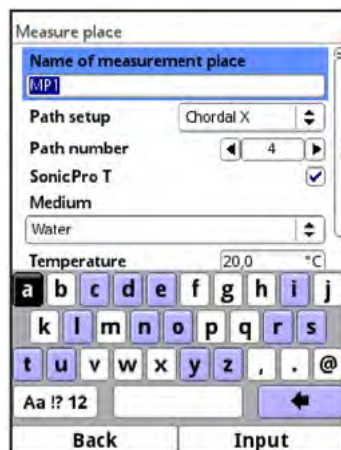 Measure place
Name of measurement place
MP1
Path setup Chordal X
Path number 4
SonicPro T
Medium
Water
Temperature 20,0 °C
a b c d e f g h i j
k l m n o p q r s
t u v w x y z , . @
Aa !? 12
Back Input